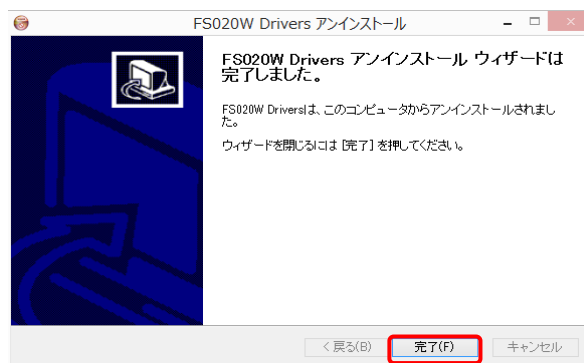 FS020W Drivers アンインストール
FS020W Drivers アンインストール ウィザードは
完了しました。
FS020W Driversは、このコンピュータからアンインストールされまし
た。
ウィザードを閉じるには [完了] を押してください。
< 戻る(B) 完了(F) キャンセル